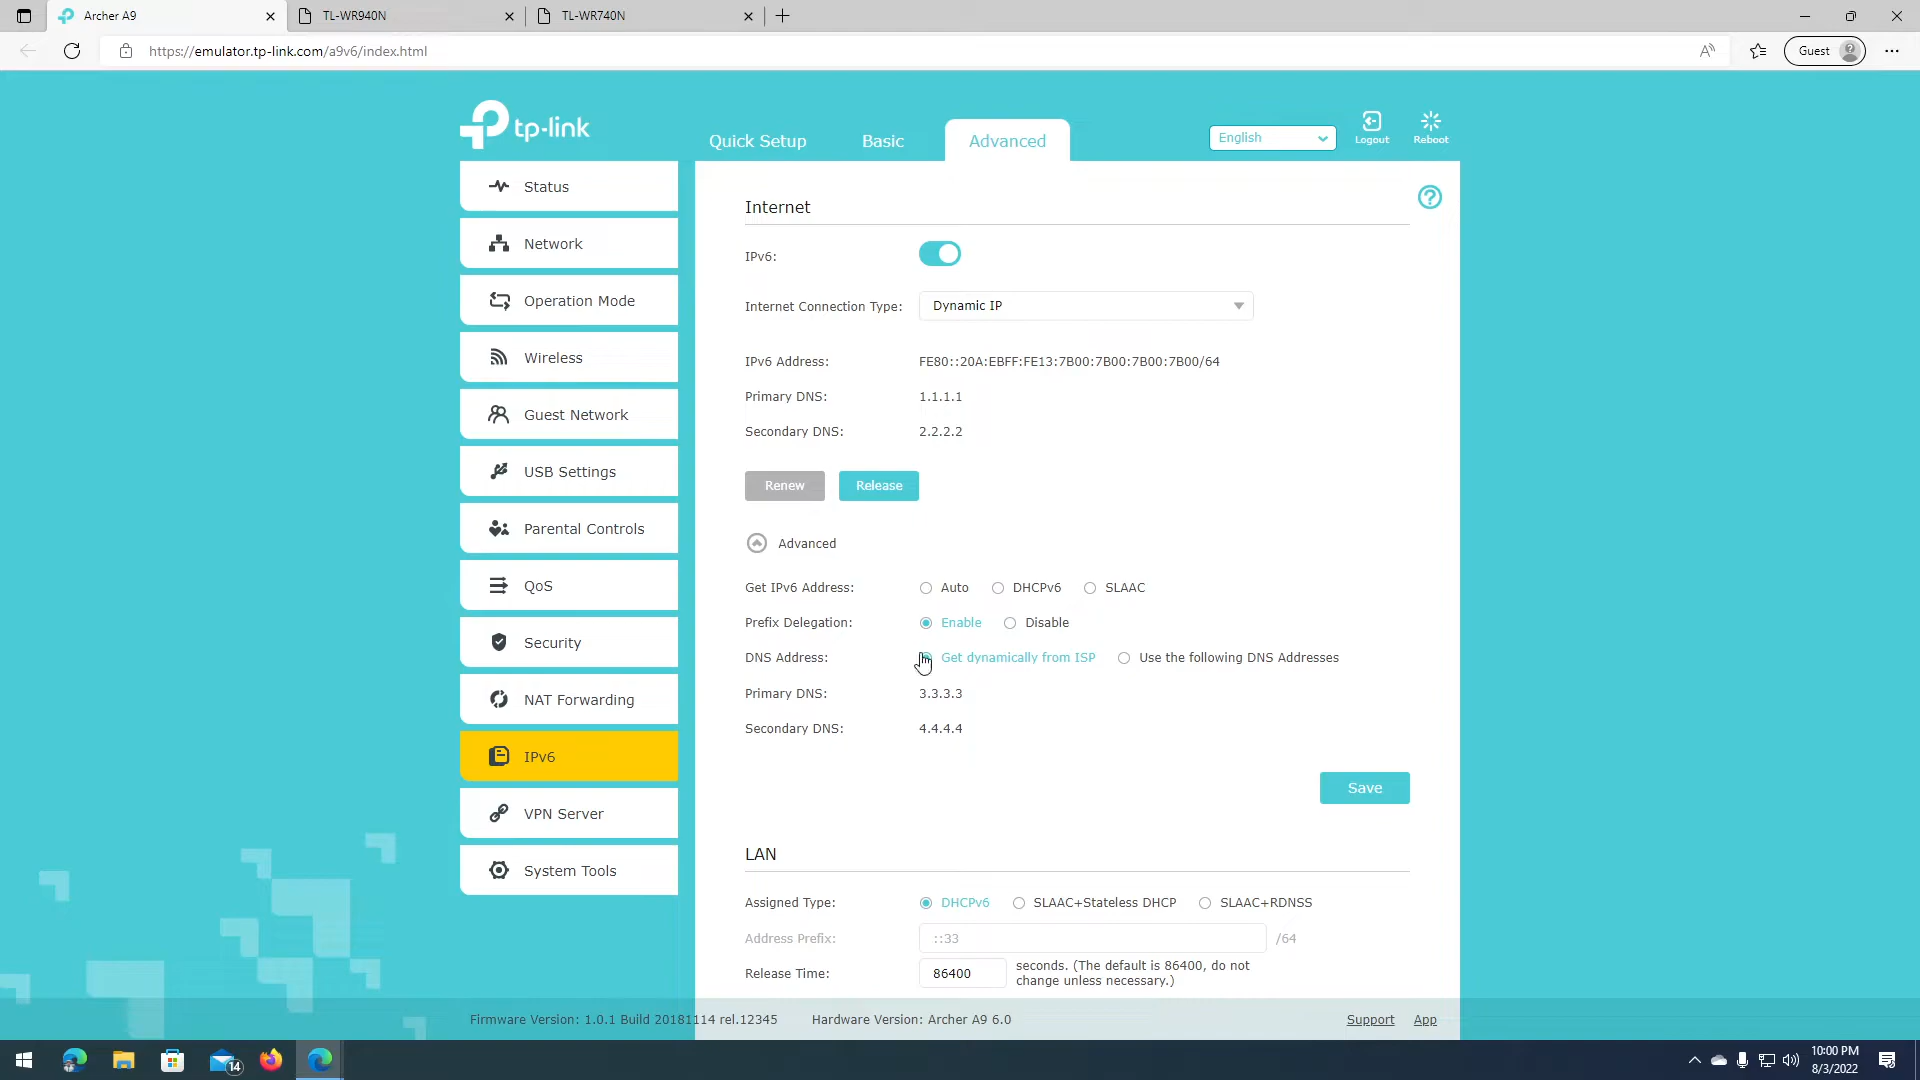 Archer A9
TL-WR940N
TL-WR740N
https://emulator.tp-link.com/a9v6/index.html
Guest
tp-link
Quick Setup
Basic
Advanced
English
Logout
Reboot
Status
Network
Operation Mode
Wireless
Guest Network
USB Settings
Parental Controls
QoS
Security
NAT Forwarding
IPv6
VPN Server
System Tools
Internet
IPv6:
Internet Connection Type: Dynamic IP
IPv6 Address: FE80::20A:EBFF:FE13:7B00:7B00:7B00:7B00/64
Primary DNS: 1.1.1.1
Secondary DNS: 2.2.2.2
Renew Release
Advanced
Get IPv6 Address: Auto DHCPv6 SLAAC
Prefix Delegation: Enable Disable
DNS Address: Get dynamically from ISP Use the following DNS Addresses
Primary DNS: 3.3.3.3
Secondary DNS: 4.4.4.4
Save
LAN
Assigned Type: DHCPv6 SLAAC+Stateless DHCP SLAAC+RDNSS
Address Prefix: ::33 /64
Release Time: 86400 seconds. (The default is 86400, do not
change unless necessary.)
Firmware Version: 1.0.1 Build 20181114 rel.12345 Hardware Version: Archer A9 6.0 Support App
14
10:00 PM
8/3/2022